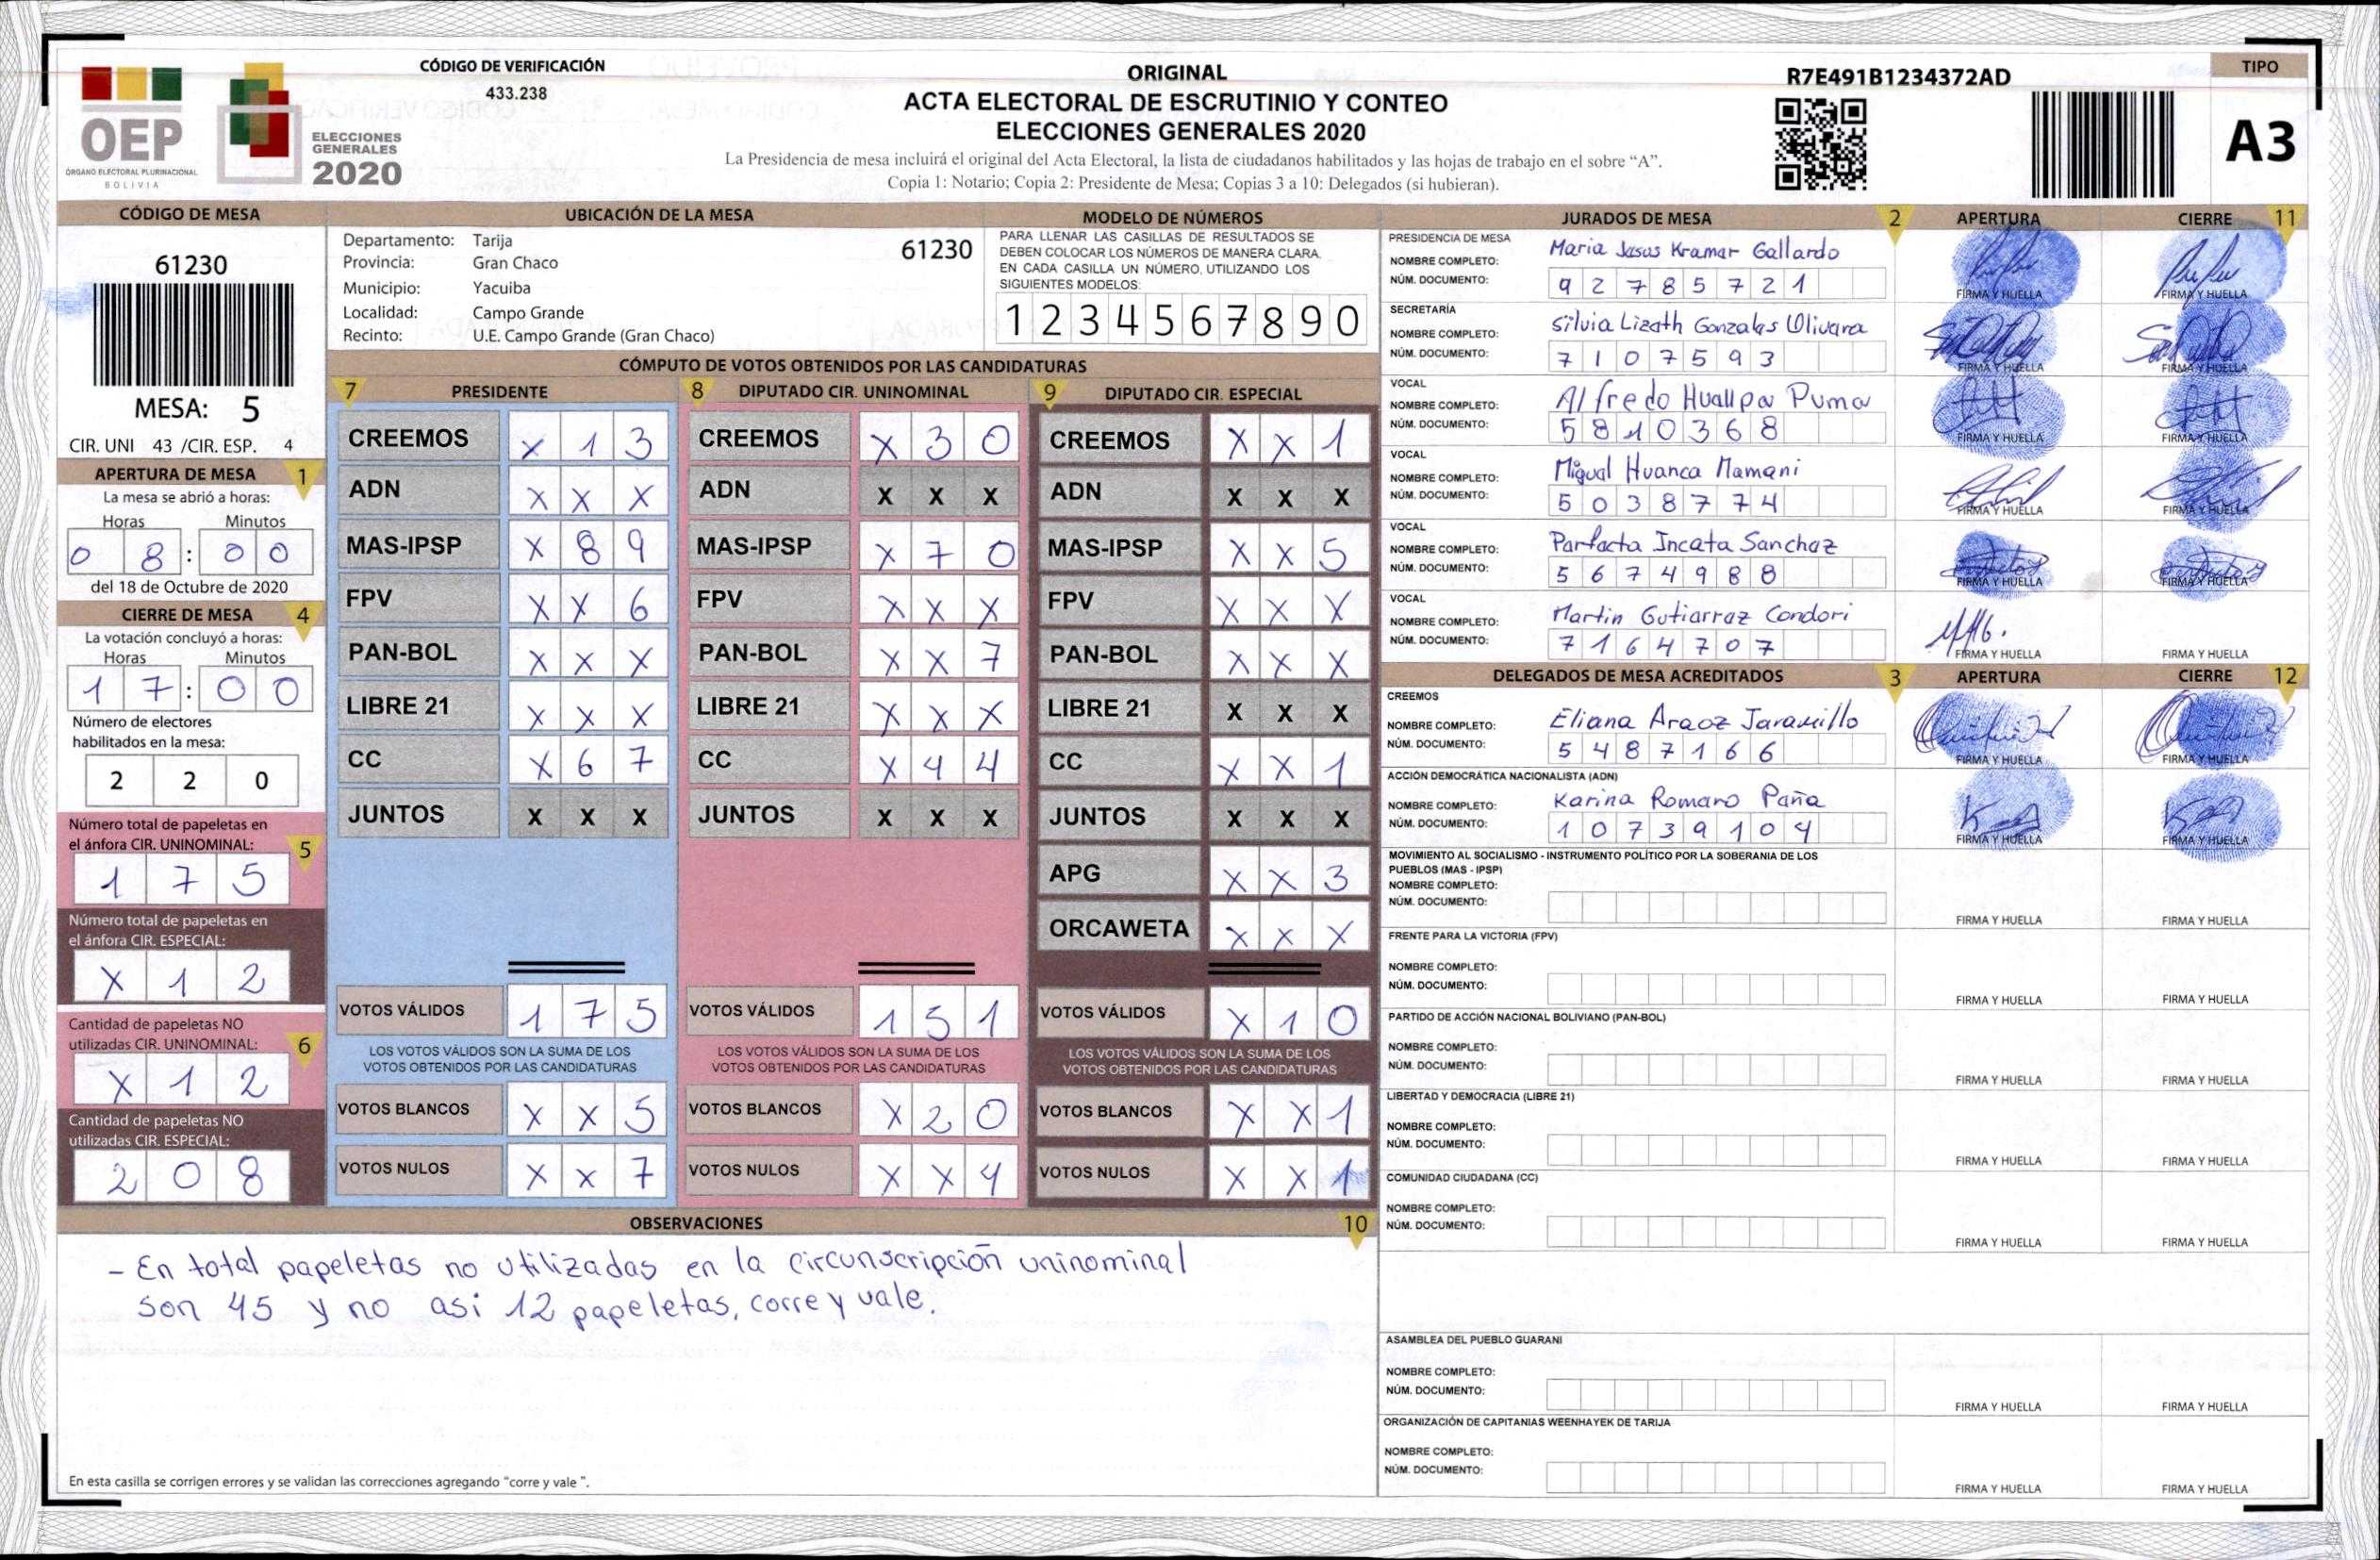 CÓDIGO DE VERIFICACIÓN
433.238
OEP
ÓRGANO ELECTORAL PLURINACIONAL
BOLIVIA
ELECCIONES
GENERALES
2020
ORIGINAL
ACTA ELECTORAL DE ESCRUTINIO Y CONTEO
ELECCIONES GENERALES 2020
La Presidencia de mesa incluirá el original del Acta Electoral, la lista de ciudadanos habilitados y las hojas de trabajo en el sobre “A”.
Copia 1: Notario; Copia 2: Presidente de Mesa; Copias 3 a 10: Delegados (si hubieran).
R7E491B1234372AD
TIPO
A3
CÓDIGO DE MESA
61230
MESA: 5
CIR. UNI 43 /CIR. ESP. 4
APERTURA DE MESA 1
La mesa se abrió a horas:
Horas Minutos
0 8 : 0 0
del 18 de Octubre de 2020
CIERRE DE MESA 4
La votación concluyó a horas:
Horas Minutos
1 7 : 0 0
Número de electores
habilitados en la mesa:
2 2 0
Número total de papeletas en
el ánfora CIR. UNINOMINAL: 5
1 7 5
Número total de papeletas en
el ánfora CIR. ESPECIAL:
X 1 2
Cantidad de papeletas NO
utilizadas CIR. UNINOMINAL: 6
X 1 2
Cantidad de papeletas NO
utilizadas CIR. ESPECIAL:
2 0 8
UBICACIÓN DE LA MESA
Departamento: Tarija 61230
Provincia: Gran Chaco
Municipio: Yacuiba
Localidad: Campo Grande
Recinto: U.E. Campo Grande (Gran Chaco)
MODELO DE NÚMEROS
PARA LLENAR LAS CASILLAS DE RESULTADOS SE
DEBEN COLOCAR LOS NÚMEROS DE MANERA CLARA.
EN CADA CASILLA UN NÚMERO, UTILIZANDO LOS
SIGUIENTES MODELOS:
1 2 3 4 5 6 7 8 9 0
CÓMPUTO DE VOTOS OBTENIDOS POR LAS CANDIDATURAS
7 PRESIDENTE
CREEMOS X 1 3
ADN X X X
MAS-IPSP X 8 9
FPV X X 6
PAN-BOL X X X
LIBRE 21 X X X
CC X 6 7
JUNTOS X X X
VOTOS VÁLIDOS 1 7 5
LOS VOTOS VÁLIDOS SON LA SUMA DE LOS
VOTOS OBTENIDOS POR LAS CANDIDATURAS
VOTOS BLANCOS X X 5
VOTOS NULOS X X 7
8 DIPUTADO CIR. UNINOMINAL
CREEMOS X 3 0
ADN X X X
MAS-IPSP X 7 0
FPV X X X
PAN-BOL X X 7
LIBRE 21 X X X
CC X 4 4
JUNTOS X X X
VOTOS VÁLIDOS 1 5 1
LOS VOTOS VÁLIDOS SON LA SUMA DE LOS
VOTOS OBTENIDOS POR LAS CANDIDATURAS
VOTOS BLANCOS X 2 0
VOTOS NULOS X X 4
9 DIPUTADO CIR. ESPECIAL
CREEMOS X X 1
ADN X X X
MAS-IPSP X X 5
FPV X X X
PAN-BOL X X X
LIBRE 21 X X X
CC X X 1
JUNTOS X X X
APG X X 3
ORCAWETA X X X
VOTOS VÁLIDOS X 1 0
LOS VOTOS VÁLIDOS SON LA SUMA DE LOS
VOTOS OBTENIDOS POR LAS CANDIDATURAS
VOTOS BLANCOS X X 1
VOTOS NULOS X X 1
OBSERVACIONES 10
- En total papeletas no utilizadas en la circunscripción uninominal
son 45 y no asi 12 papeletas, corre y vale.
En esta casilla se corrigen errores y se validan las correcciones agregando “corre y vale ”.
JURADOS DE MESA 2 APERTURA CIERRE 11
PRESIDENCIA DE MESA
NOMBRE COMPLETO: Maria Jasus Kramar Gallardo
NÚM. DOCUMENTO: 9 2 7 8 5 7 2 1
FIRMA Y HUELLA FIRMA Y HUELLA
SECRETARÍA
NOMBRE COMPLETO: Silvia Lizath Gonzalas Olivara
NÚM. DOCUMENTO: 7 1 0 7 5 9 3
FIRMA Y HUELLA FIRMA Y HUELLA
VOCAL
NOMBRE COMPLETO: Alfredo Huallpa Puma
NÚM. DOCUMENTO: 5 8 1 0 3 6 8
FIRMA Y HUELLA FIRMA Y HUELLA
VOCAL
NOMBRE COMPLETO: Migual Huanca Mamani
NÚM. DOCUMENTO: 5 0 3 8 7 7 4
FIRMA Y HUELLA FIRMA Y HUELLA
VOCAL
NOMBRE COMPLETO: Parfacta Incata Sanchaz
NÚM. DOCUMENTO: 5 6 7 4 9 8 8
FIRMA Y HUELLA FIRMA Y HUELLA
VOCAL
NOMBRE COMPLETO: Martin Gutiarraz Condori
NÚM. DOCUMENTO: 7 1 6 4 7 0 7
FIRMA Y HUELLA FIRMA Y HUELLA
DELEGADOS DE MESA ACREDITADOS 3 APERTURA CIERRE 12
CREEMOS
NOMBRE COMPLETO: Eliana Araoz Jaramillo
NÚM. DOCUMENTO: 5 4 8 7 1 6 6
FIRMA Y HUELLA FIRMA Y HUELLA
ACCIÓN DEMOCRÁTICA NACIONALISTA (ADN)
NOMBRE COMPLETO: Karina Romaro Paña
NÚM. DOCUMENTO: 1 0 7 3 9 1 0 4
FIRMA Y HUELLA FIRMA Y HUELLA
MOVIMIENTO AL SOCIALISMO - INSTRUMENTO POLÍTICO POR LA SOBERANIA DE LOS
PUEBLOS (MAS - IPSP)
NOMBRE COMPLETO:
NÚM. DOCUMENTO:
FIRMA Y HUELLA FIRMA Y HUELLA
FRENTE PARA LA VICTORIA (FPV)
NOMBRE COMPLETO:
NÚM. DOCUMENTO:
FIRMA Y HUELLA FIRMA Y HUELLA
PARTIDO DE ACCIÓN NACIONAL BOLIVIANO (PAN-BOL)
NOMBRE COMPLETO:
NÚM. DOCUMENTO:
FIRMA Y HUELLA FIRMA Y HUELLA
LIBERTAD Y DEMOCRACIA (LIBRE 21)
NOMBRE COMPLETO:
NÚM. DOCUMENTO:
FIRMA Y HUELLA FIRMA Y HUELLA
COMUNIDAD CIUDADANA (CC)
NOMBRE COMPLETO:
NÚM. DOCUMENTO:
FIRMA Y HUELLA FIRMA Y HUELLA
ASAMBLEA DEL PUEBLO GUARANI
NOMBRE COMPLETO:
NÚM. DOCUMENTO:
FIRMA Y HUELLA FIRMA Y HUELLA
ORGANIZACIÓN DE CAPITANIAS WEENHAYEK DE TARIJA
NOMBRE COMPLETO:
NÚM. DOCUMENTO:
FIRMA Y HUELLA FIRMA Y HUELLA